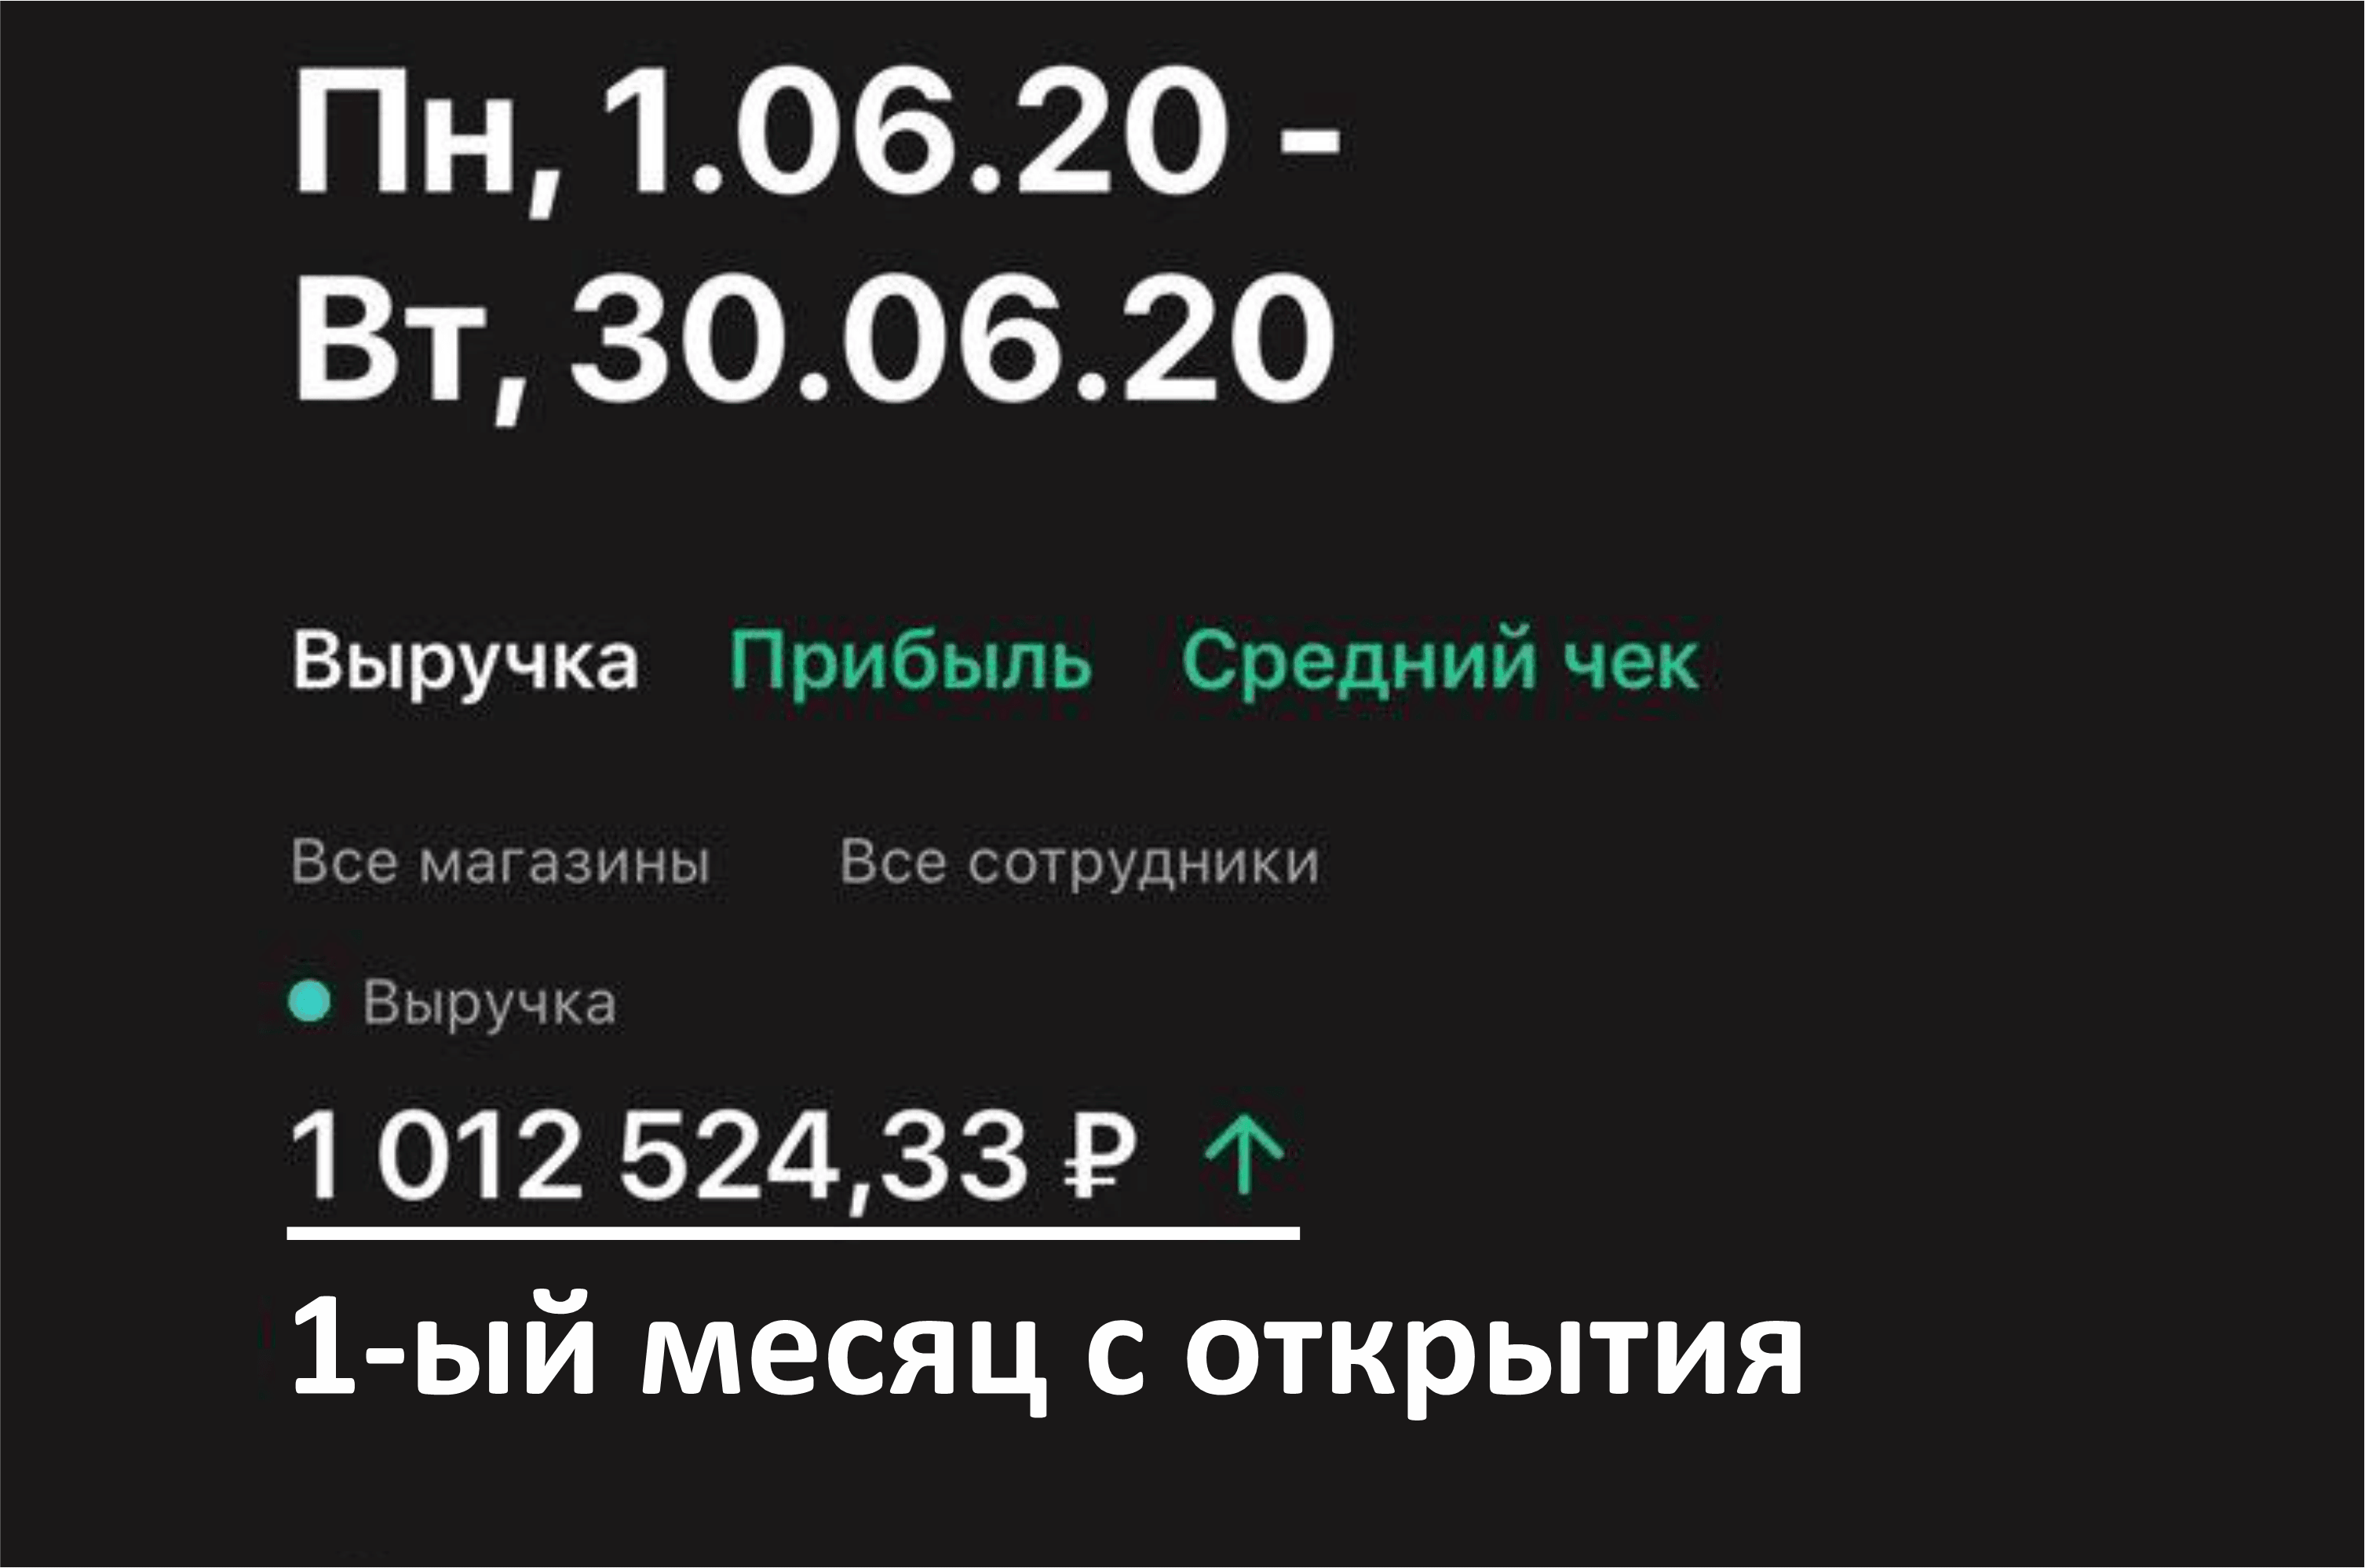 Пн, 1.06.20 -
Вт, 30.06.20
Выручка Прибыль Средний чек
Все магазины Все сотрудники
Выручка
1 012 524,33 ₽ ↑
1-ый месяц с открытия